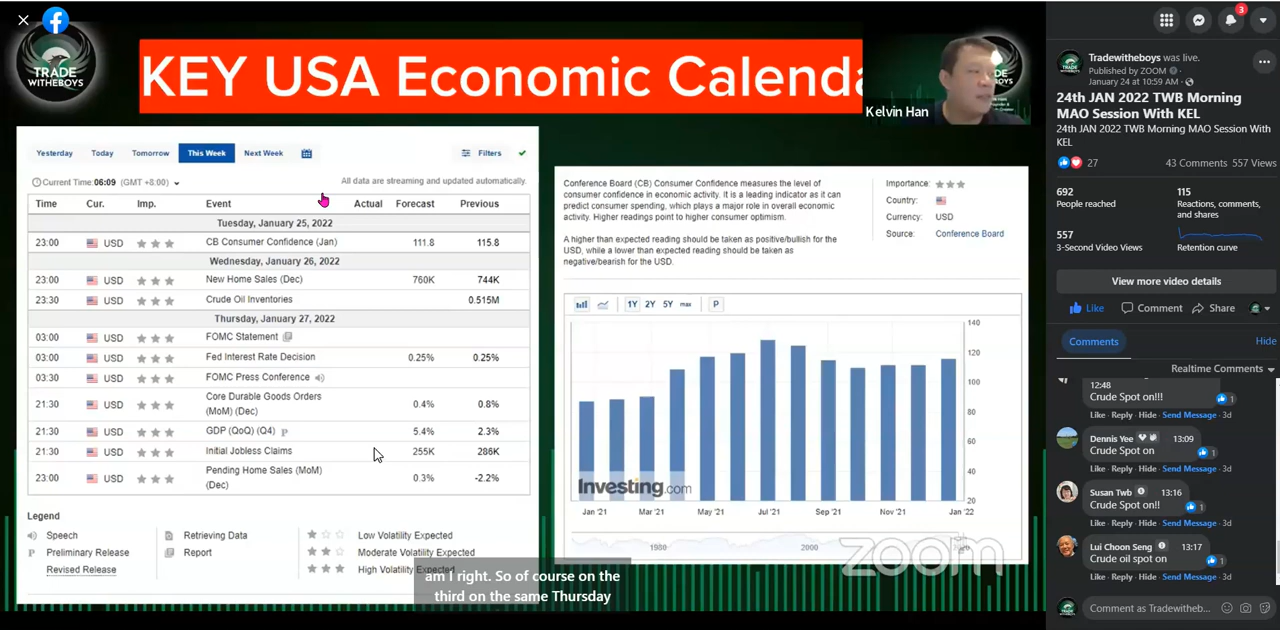 TRADE
WITHEBOYS
KEY USA Economic Calenda
Kelvin Han
Yesterday Today Tomorrow This Week Next Week Filters
Current Time: 06:09 (GMT +8:00) All data are streaming and updated automatically.
Time Cur. Imp. Event Actual Forecast Previous
Tuesday, January 25, 2022
23:00 USD CB Consumer Confidence (Jan) 111.8 115.8
Wednesday, January 26, 2022
23:00 USD New Home Sales (Dec) 760K 744K
23:30 USD Crude Oil Inventories 0.515M
Thursday, January 27, 2022
03:00 USD FOMC Statement
03:00 USD Fed Interest Rate Decision 0.25% 0.25%
03:30 USD FOMC Press Conference
21:30 USD Core Durable Goods Orders (MoM) (Dec) 0.4% 0.8%
21:30 USD GDP (QoQ) (Q4) P 5.4% 2.3%
21:30 USD Initial Jobless Claims 255K 286K
23:00 USD Pending Home Sales (MoM) (Dec) 0.3% -2.2%
Legend
Speech Retrieving Data Low Volatility Expected
P Preliminary Release Report Moderate Volatility Expected
Revised Release High Volatility
am I right. So of course on the
third on the same Thursday
Conference Board (CB) Consumer Confidence measures the level of
consumer confidence in economic activity. It is a leading indicator as it can
predict consumer spending, which plays a major role in overall economic
activity. Higher readings point to higher consumer optimism.
A higher than expected reading should be taken as positive/bullish for the
USD, while a lower than expected reading should be taken as
negative/bearish for the USD.
Importance:
Country:
Currency: USD
Source: Conference Board
1Y 2Y 5Y max P
140
120
100
80
60
40
20
Investing.com
Jan '21 Mar '21 May '21 Jul '21 Sep '21 Nov '21 Jan '22
1980 2000
zoom
3
Tradewitheboys was live.
Published by ZOOM
January 24 at 10:59 AM
24th JAN 2022 TWB Morning
MAO Session With KEL
24th JAN 2022 TWB Morning MAO Session With
KEL
27 43 Comments 557 Views
692 115
People reached Reactions, comments,
and shares
557
3-Second Video Views Retention curve
View more video details
Like Comment Share
Comments Hide
Realtime Comments
12:48
Crude Spot on!!!
1
Like · Reply · Hide · Send Message · 3d
Dennis Yee 13:09
Crude Spot on
1
Like · Reply · Hide · Send Message · 3d
Susan Twb 13:16
Crude Spot on!!
1
Like · Reply · Hide · Send Message · 3d
Lui Choon Seng 13:17
Crude oil spot on
1
Like · Reply · Hide · Send Message · 3d
Comment as Tradewitheb...